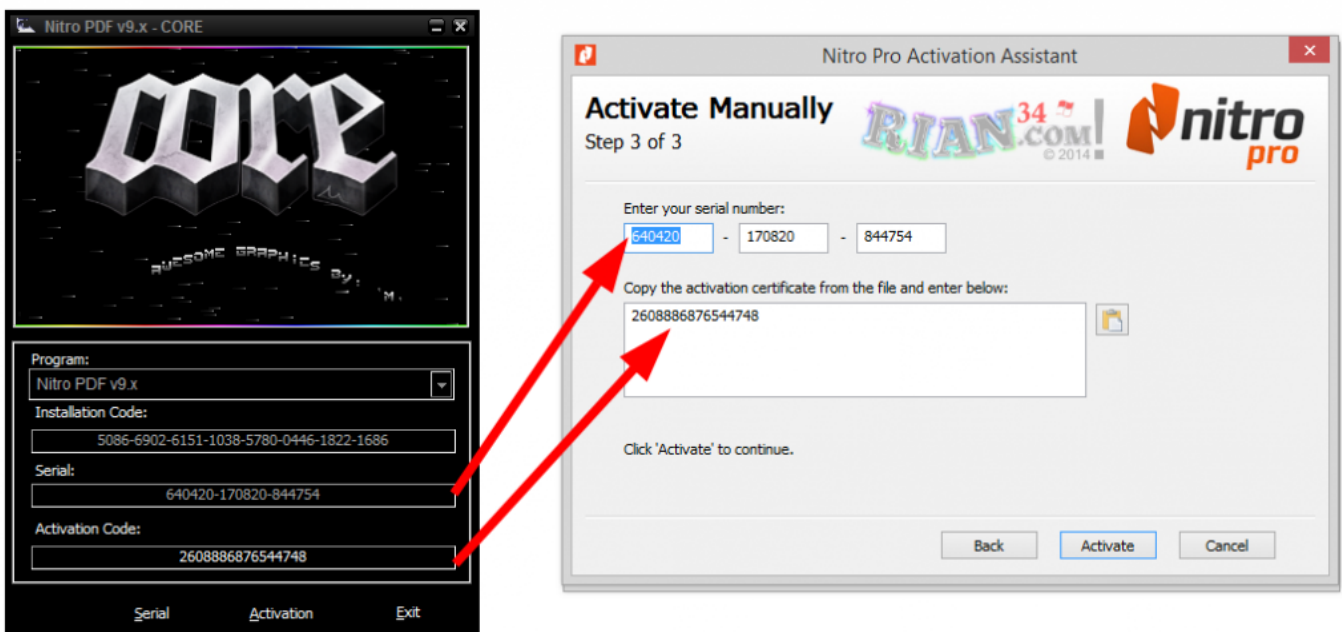 Nitro PDF v9.x - CORE
core
AWESOME GRAPHICS BY: 'M.
Program:
Nitro PDF v9.x
Installation Code:
5086-6902-6151-1038-5780-0446-1822-1686
Serial:
640420-170820-844754
Activation Code:
2608886876544748
Serial Activation Exit
Nitro Pro Activation Assistant
Activate Manually
Step 3 of 3
RIAN 34 .COM!
© 2014
nitro
pro
Enter your serial number:
640420 - 170820 - 844754
Copy the activation certificate from the file and enter below:
2608886876544748
Click 'Activate' to continue.
Back Activate Cancel